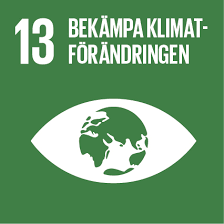 13 BEKÄMPA KLIMAT-
FÖRÄNDRINGEN